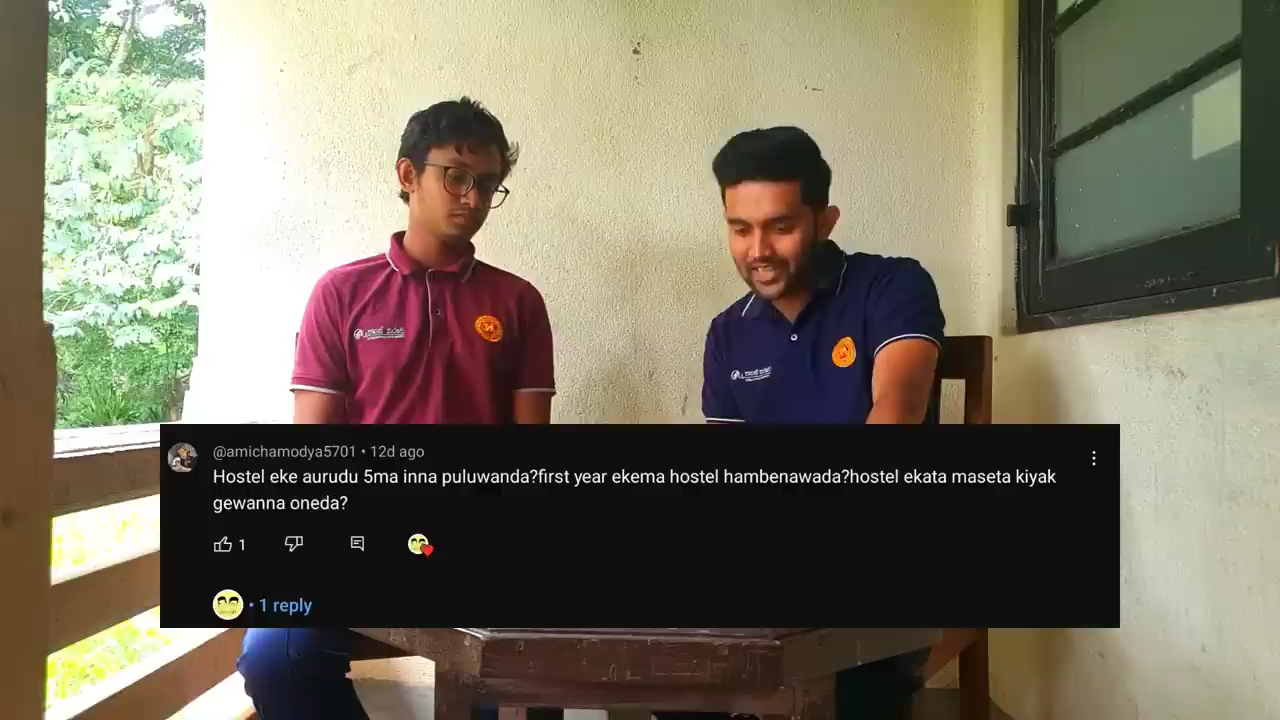 @amichamodya5701 • 12d ago
Hostel eke aurudu 5ma inna puluwanda?first year ekema hostel hambenawada?hostel ekata maseta kiyak
gewanna oneda?
1
• 1 reply